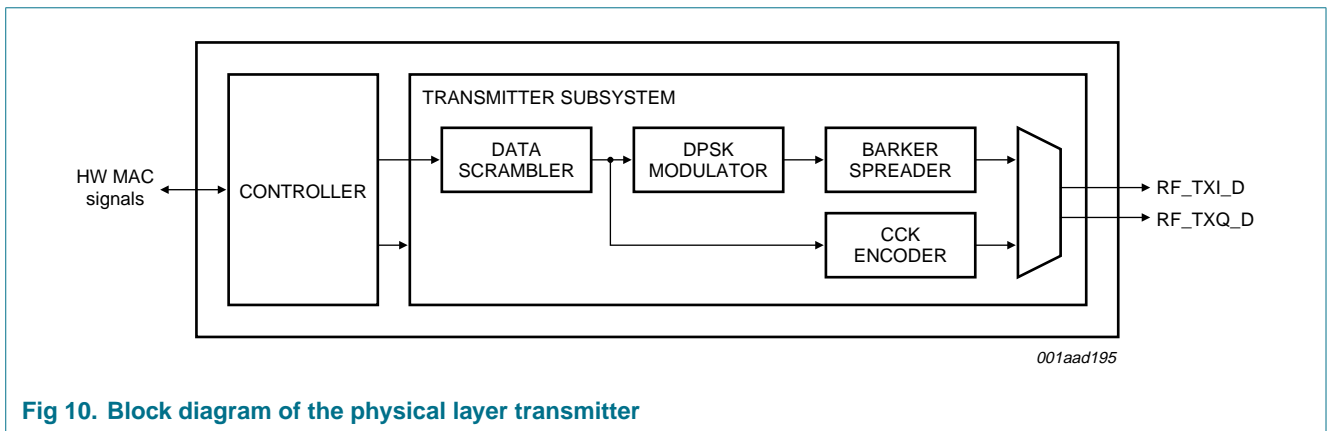 TRANSMITTER SUBSYSTEM
HW MAC
signals
CONTROLLER
DATA
SCRAMBLER
DPSK
MODULATOR
BARKER
SPREADER
CCK
ENCODER
RF_TXI_D
RF_TXQ_D
001aad195
Fig 10. Block diagram of the physical layer transmitter